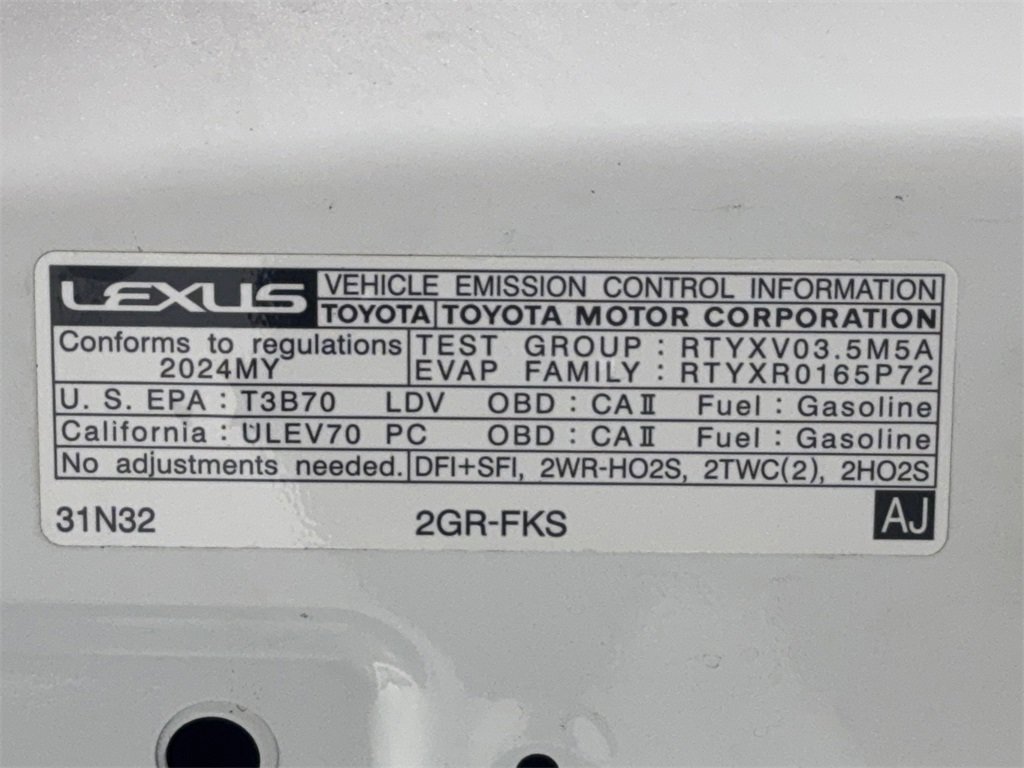 LEXUS VEHICLE EMISSION CONTROL INFORMATION
TOYOTA TOYOTA MOTOR CORPORATION
Conforms to regulations
2024MY
TEST GROUP : RTYXV03.5M5A
EVAP FAMILY : RTYXR0165P72
U. S. EPA : T3B70 LDV OBD : CAⅡ Fuel : Gasoline
California : ULEV70 PC OBD : CAⅡ Fuel : Gasoline
No adjustments needed. DFI+SFI, 2WR-HO2S, 2TWC(2), 2HO2S
31N32 2GR-FKS AJ